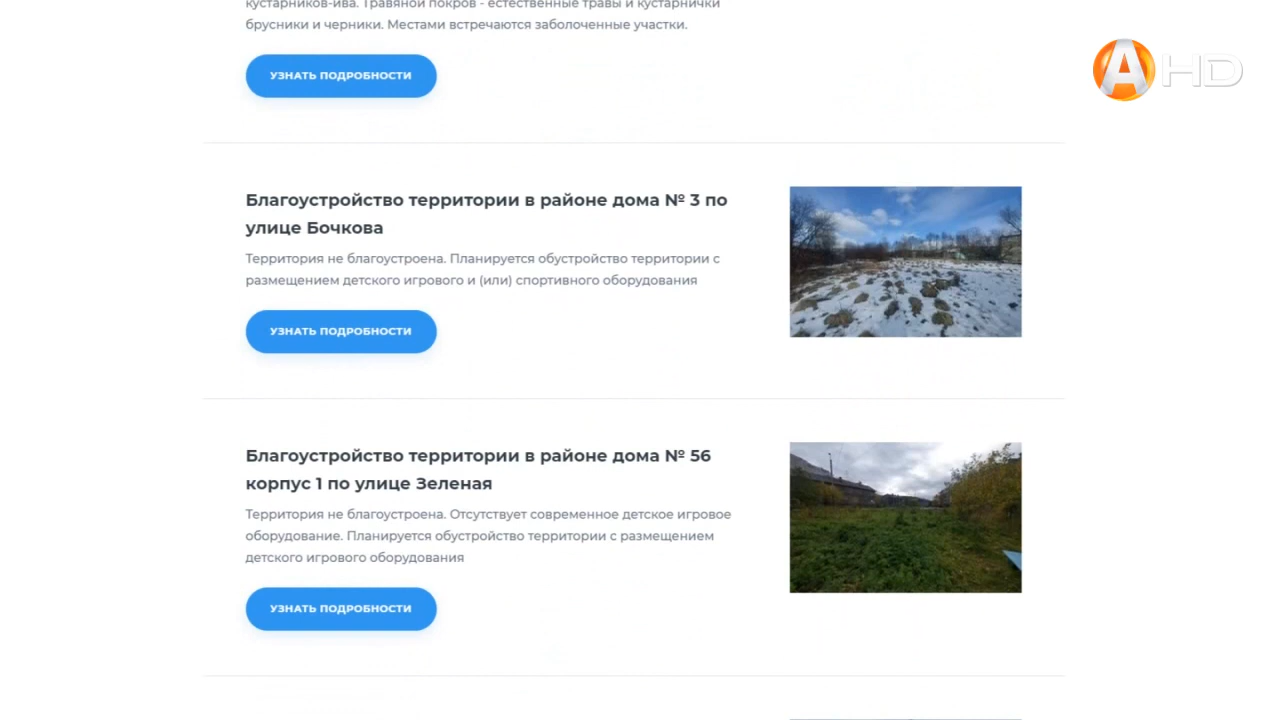 кустарников-ива. Травяной покров - естественные травы и кустарнички
брусники и черники. Местами встречаются заболоченные участки.
УЗНАТЬ ПОДРОБНОСТИ
A HD
Благоустройство территории в районе дома № 3 по
улице Бочкова
Территория не благоустроена. Планируется обустройство территории с
размещением детского игрового и (или) спортивного оборудования
УЗНАТЬ ПОДРОБНОСТИ
Благоустройство территории в районе дома № 56
корпус 1 по улице Зеленая
Территория не благоустроена. Отсутствует современное детское игровое
оборудование. Планируется обустройство территории с размещением
детского игрового оборудования
УЗНАТЬ ПОДРОБНОСТИ